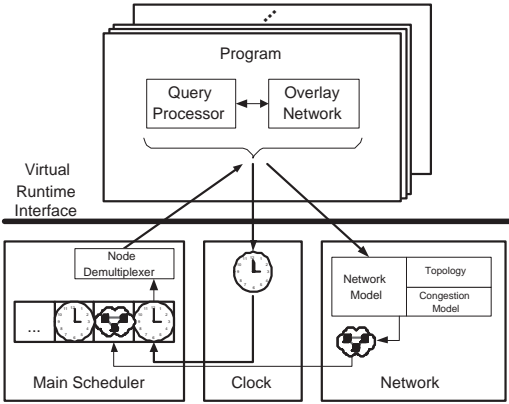 ...
Program
Query
Processor
Overlay
Network
Virtual
Runtime
Interface
Node
Demultiplexer
...
Main Scheduler
Clock
Network
Model
Topology
Congestion
Model
Network